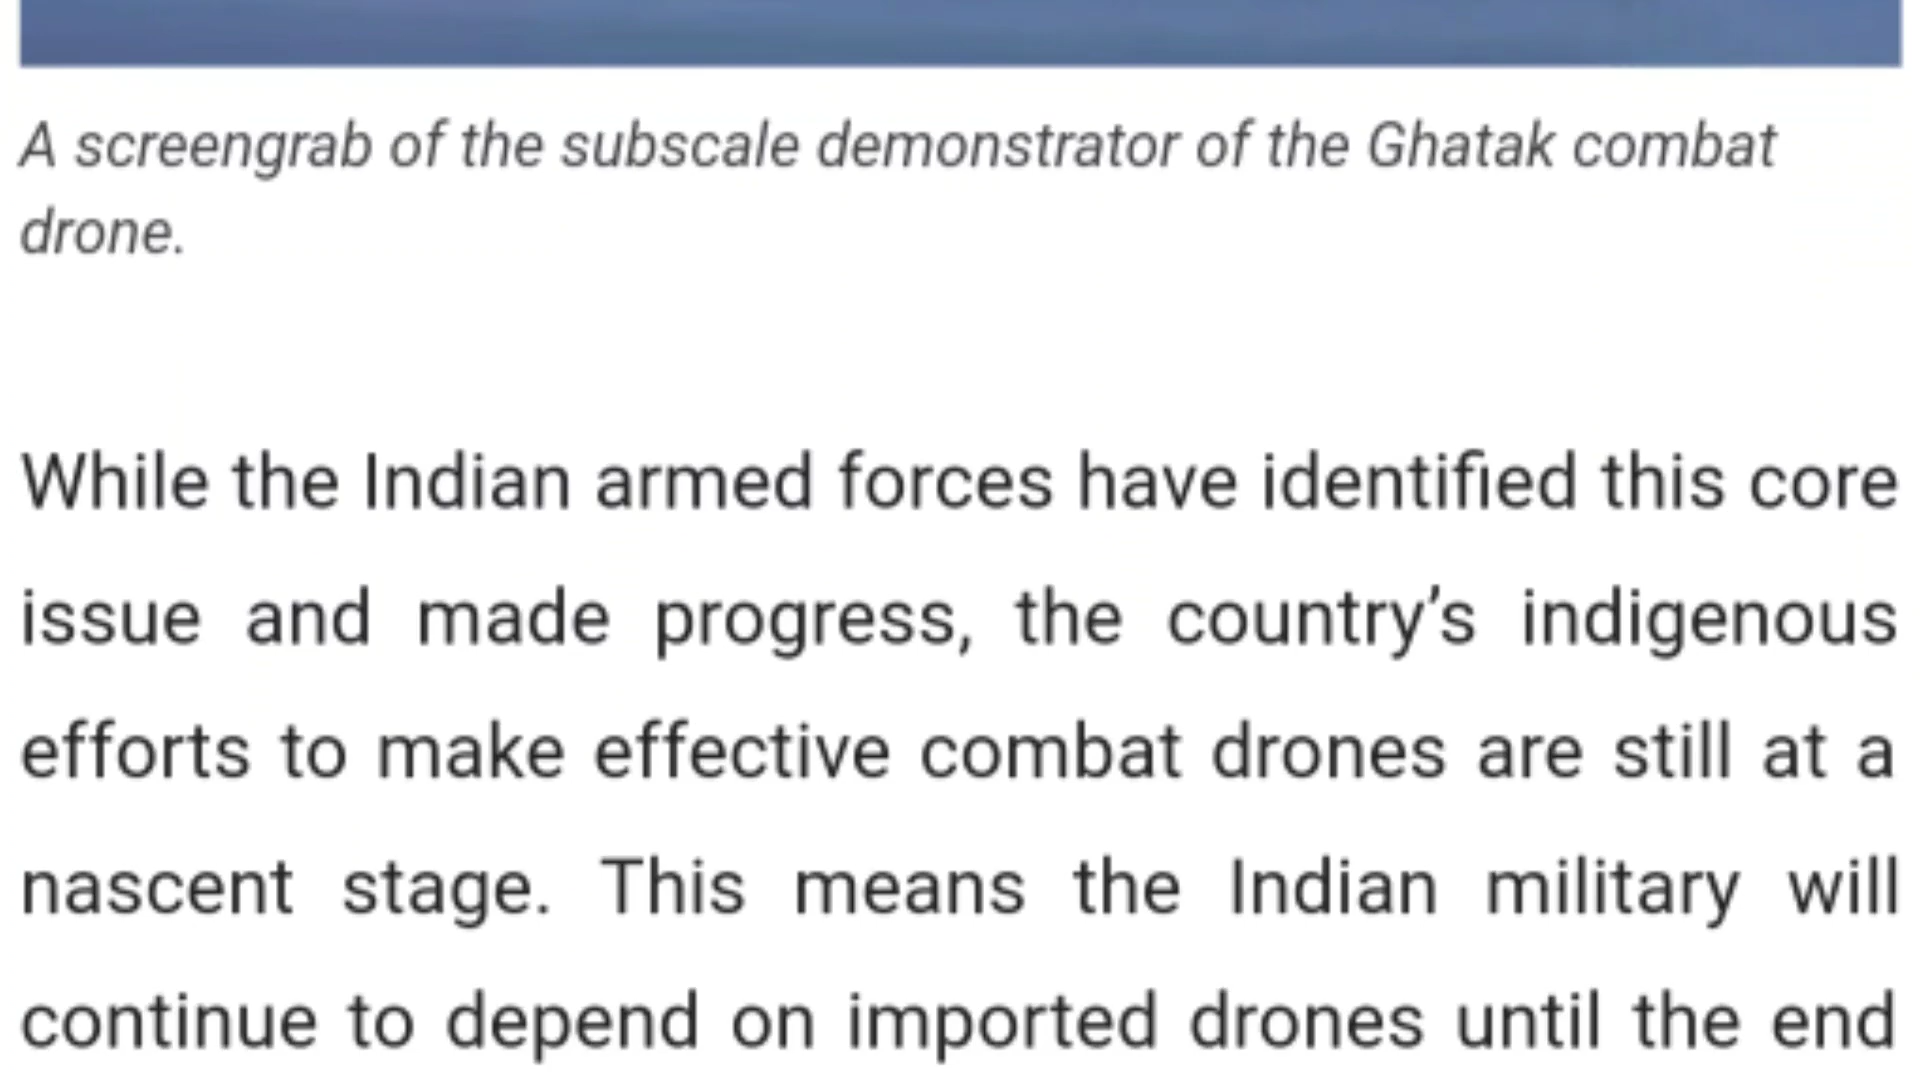 A screengrab of the subscale demonstrator of the Ghatak combat
drone.
While the Indian armed forces have identified this core
issue and made progress, the country’s indigenous
efforts to make effective combat drones are still at a
nascent stage. This means the Indian military will
continue to depend on imported drones until the end